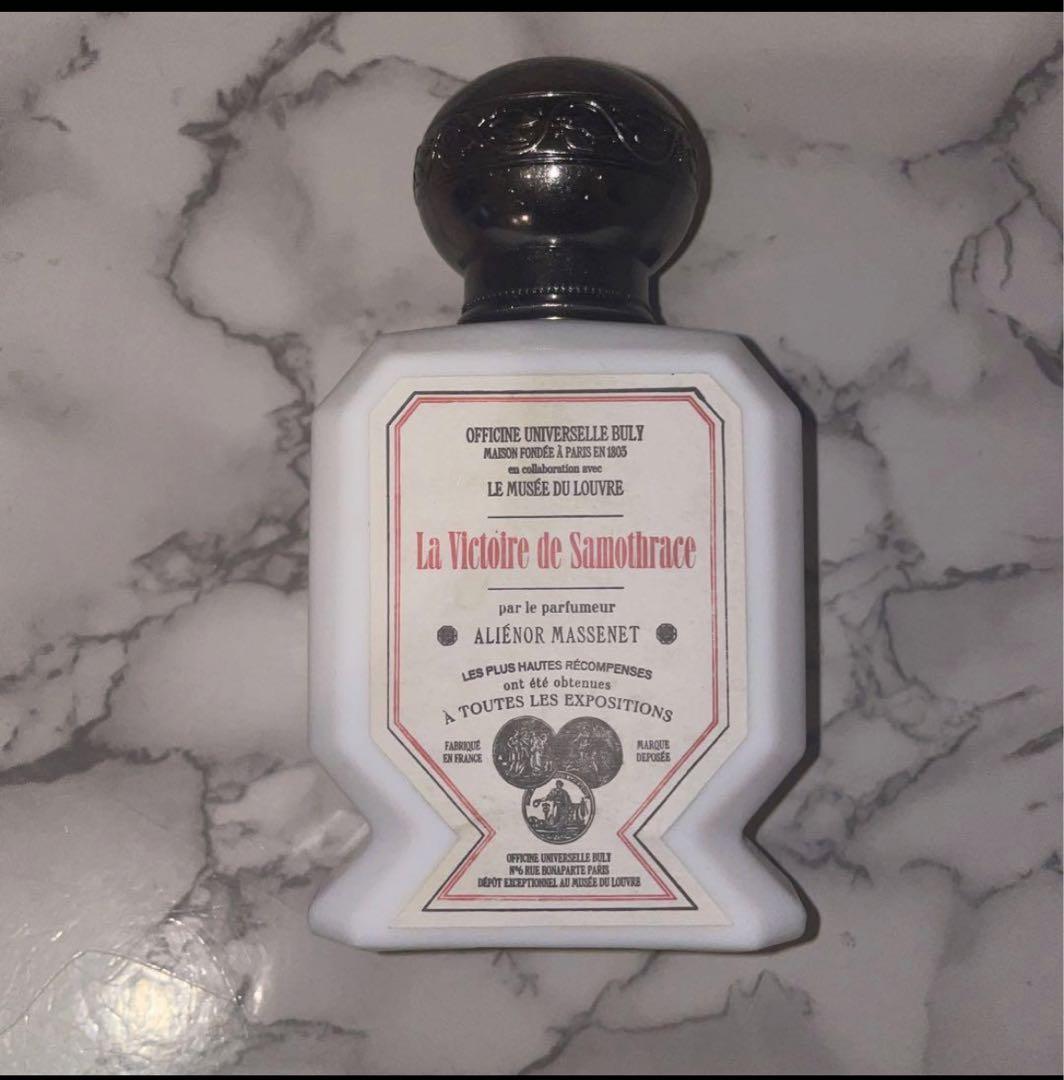 OFFICINE UNIVERSELLE BULY
MAISON FONDÉE À PARIS EN 1803
en collaboration avec
LE MUSÉE DU LOUVRE
La Victoire de Samothrace
par le parfumeur
ALIÉNOR MASSENET
LES PLUS HAUTES RÉCOMPENSES
ont été obtenues
À TOUTES LES EXPOSITIONS
FABRIQUÉ
EN FRANCE
MARQUE
DEPOSÉE
OFFICINE UNIVERSELLE BULY
N°6 RUE BONAPARTE PARIS
DÉPÔT EXCEPTIONNEL AU MUSÉE DU LOUVRE